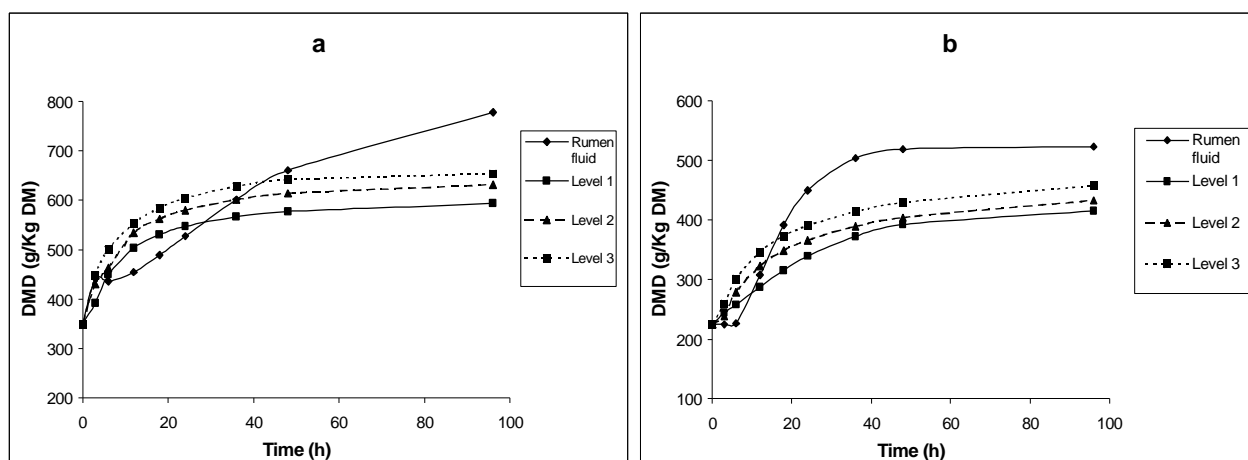 a
DMD (g/Kg DM)
800
700
600
500
400
300
200
0
20
40
60
80
100
Time (h)
Rumen
fluid
Level 1
Level 2
Level 3
b
DMD (g/Kg DM)
600
500
400
300
200
100
0
20
40
60
80
100
Time (h)
Rumen
fluid
Level 1
Level 2
Level 3